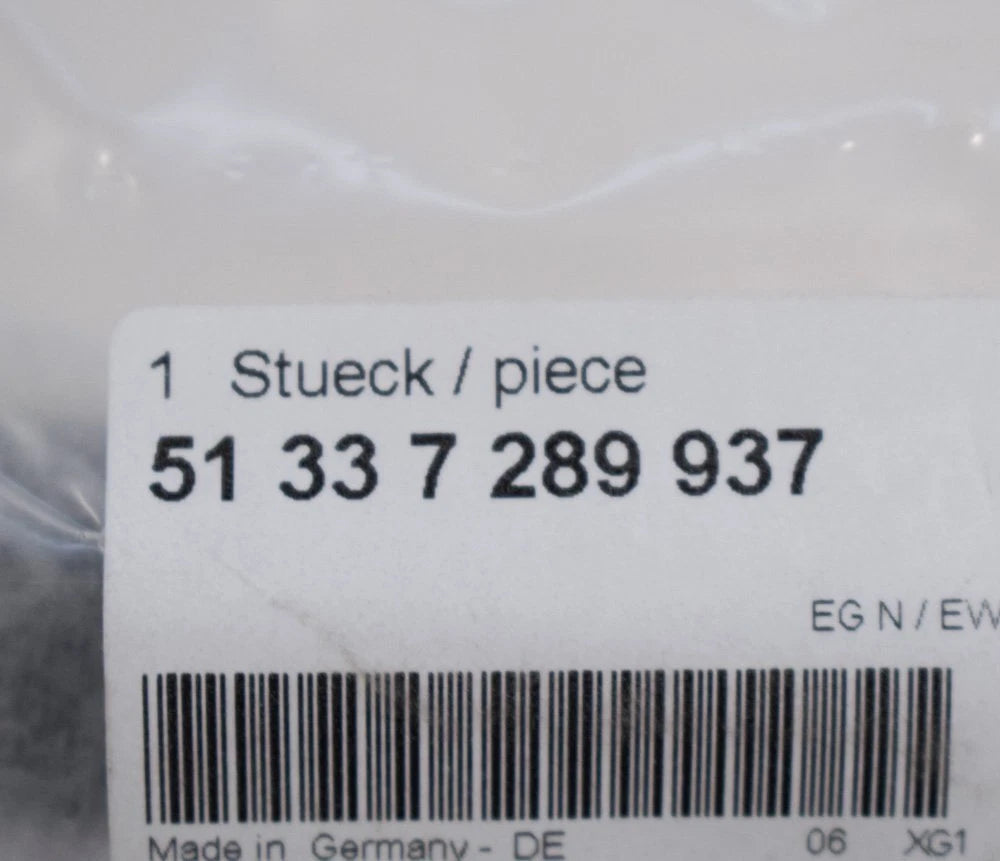 1 Stueck / piece
51 33 7 289 937
EG N / EW
Made in Germany - DE 06 XG1